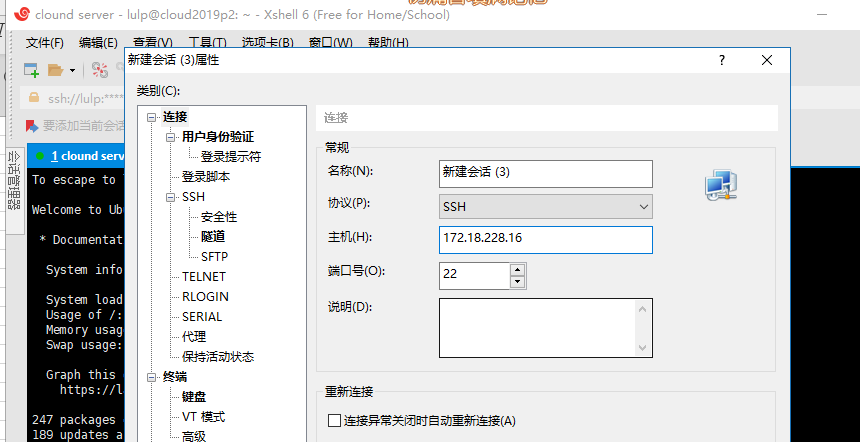 clound server - lulp@cloud2019p2: ~ - Xshell 6 (Free for Home/School)
文件(F) 编辑(E) 查看(V) 工具(T) 选项卡(B) 窗口(W) 帮助(H)
新建会话 (3)属性
?
ssh://lulp:****
要添加当前会话
1 clound serv
会话管理器
To escape to
Welcome to Ub
* Documentat
System info
System load
Usage of /:
Memory usag
Swap usage:
Graph this
https://la
247 packages
189 updates a
类别(C):
连接
用户身份验证
登录提示符
登录脚本
SSH
安全性
隧道
SFTP
TELNET
RLOGIN
SERIAL
代理
保持活动状态
终端
键盘
VT 模式
高级
连接
常规
名称(N):
新建会话 (3)
协议(P):
SSH
主机(H):
172.18.228.16
端口号(O):
22
说明(D):
重新连接
连接异常关闭时自动重新连接(A)